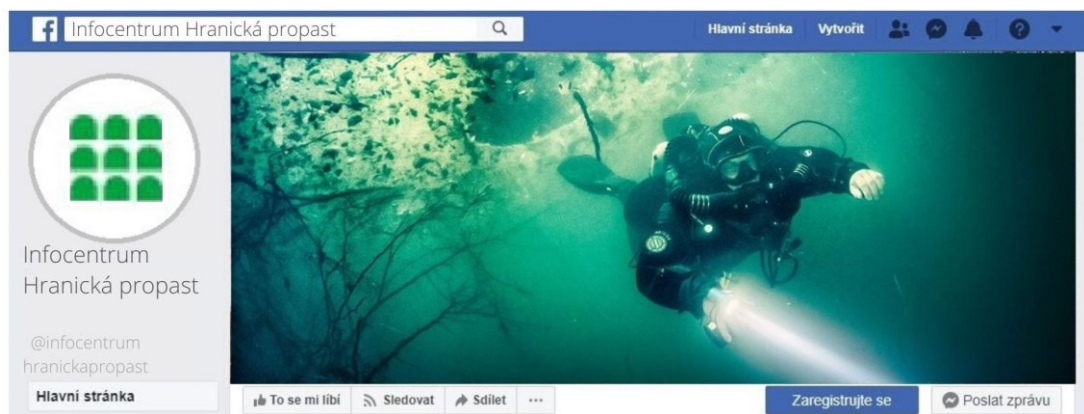 Infocentrum Hranická propast
Hlavní stránka
Vytvořit
Infocentrum
Hranická propast
@infocentrum
hranickapropast
Hlavní stránka
To se mi líbí
Sledovat
Sdílet
Zaregistrujte se
Poslat zprávu